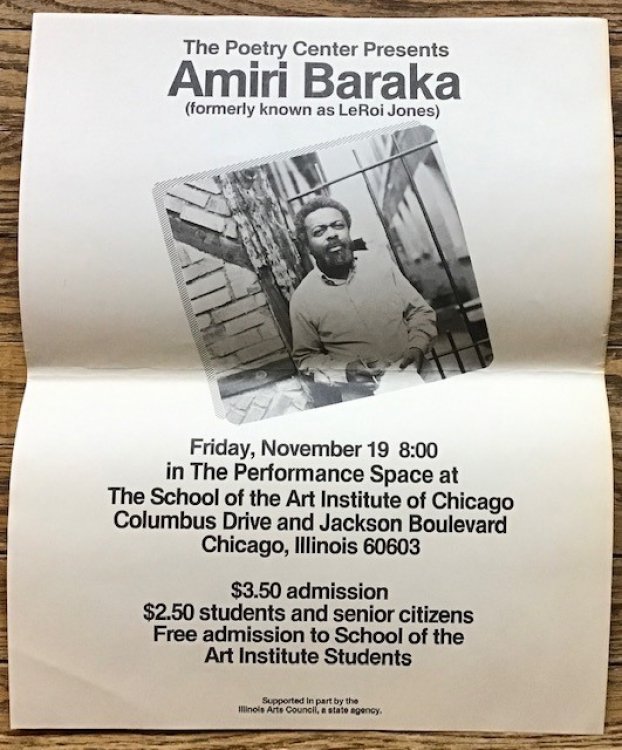 The Poetry Center Presents
Amiri Baraka
(formerly known as LeRoi Jones)
Friday, November 19 8:00
in The Performance Space at
The School of the Art Institute of Chicago
Columbus Drive and Jackson Boulevard
Chicago, Illinois 60603
$3.50 admission
$2.50 students and senior citizens
Free admission to School of the
Art Institute Students
Supported in part by the
Illinois Arts Council, a state agency.